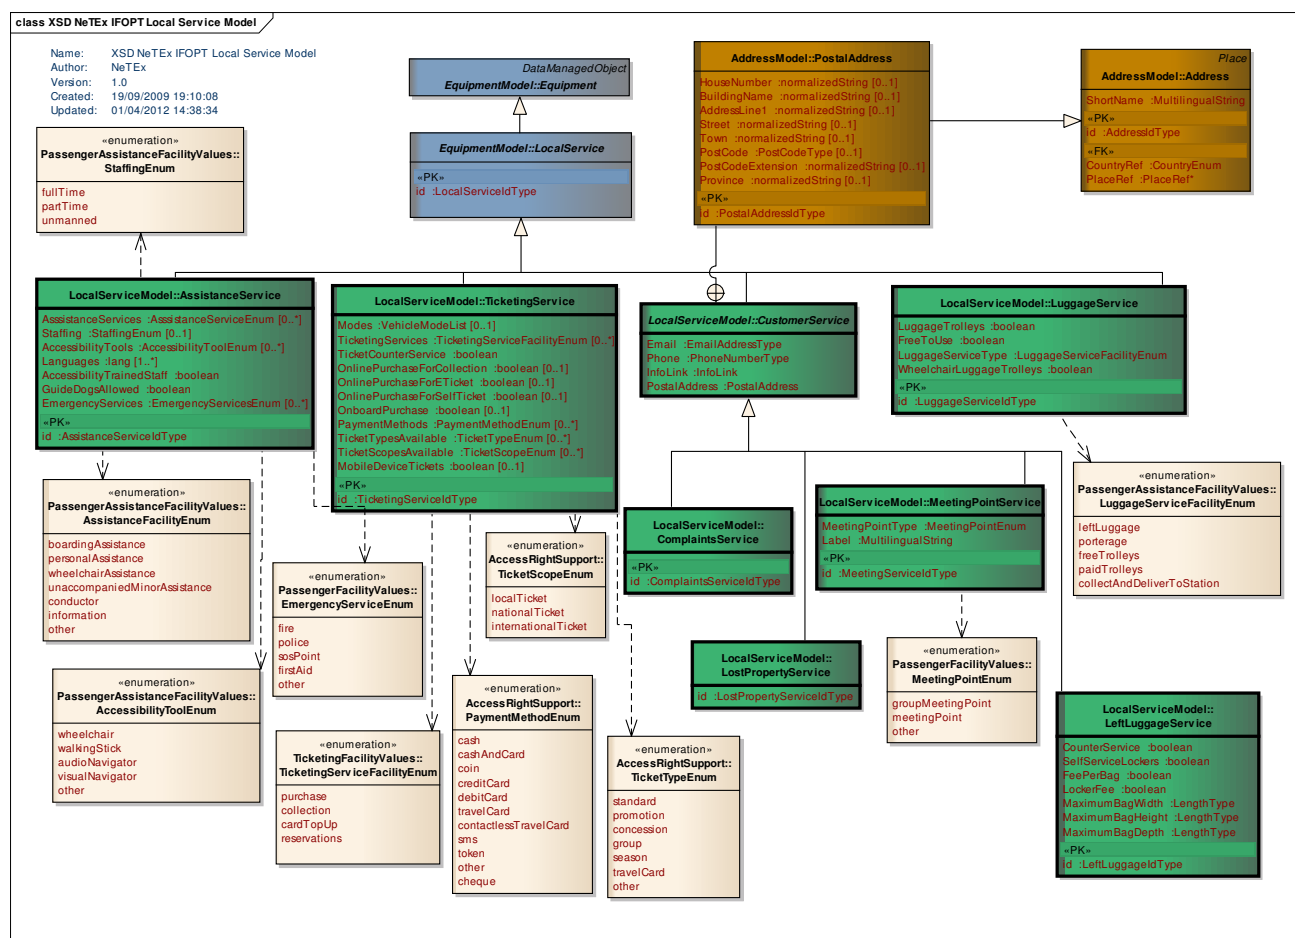 class XSD NeTEx IFOPT Local Service Model
Name: XSD NeTEx IFOPT Local Service Model
Author: NeTEx
Version: 1.0
Created: 19/09/2009 19:10:08
Updated: 01/04/2012 14:38:34
DataManagedObject
EquipmentModel::Equipment
EquipmentModel::LocalService
«PK»
id :LocalServiceIdType
AddressModel::PostalAddress
HouseNumber :normalizedString [0..1]
BuildingName :normalizedString [0..1]
AddressLine1 :normalizedString [0..1]
Street :normalizedString [0..1]
Town :normalizedString [0..1]
PostCode :PostCodeType [0..1]
PostCodeExtension :normalizedString [0..1]
Province :normalizedString [0..1]
«PK»
id :PostalAddressIdType
Place
AddressModel::Address
ShortName :MultilingualString
«PK»
id :AddressIdType
«FK»
CountryRef :CountryEnum
PlaceRef :PlaceRef*
«enumeration»
PassengerAssistanceFacilityValues::
StaffingEnum
fullTime
partTime
unmanned
LocalServiceModel::AssistanceService
AsssistanceServices :AsssistanceServiceEnum [0..*]
Staffing :StaffingEnum [0..1]
AccessibilityTools :AccessibilityToolEnum [0..*]
Languages :lang [1..*]
AccessibilityTrainedStaff :boolean
GuideDogsAllowed :boolean
EmergencyServices :EmergencyServicesEnum [0..*]
«PK»
id :AssistanceServiceIdType
LocalServiceModel::TicketingService
Modes :VehicleModeList [0..1]
TicketingServices :TicketingServiceFacilityEnum [0..*]
TicketCounterService :boolean
OnlinePurchaseForCollection :boolean [0..1]
OnlinePurchaseForETicket :boolean [0..1]
OnlinePurchaseForSelfTicket :boolean [0..1]
OnboardPurchase :boolean [0..1]
PaymentMethods :PaymentMethodEnum [0..*]
TicketTypesAvailable :TicketTypeEnum [0..*]
TicketScopesAvailable :TicketScopeEnum [0..*]
MobileDeviceTickets :boolean [0..1]
«PK»
id :TicketingServiceIdType
LocalServiceModel::CustomerService
Email :EmailAddressType
Phone :PhoneNumberType
InfoLink :InfoLink
PostalAddress :PostalAddress
LocalServiceModel::LuggageService
LuggageTrolleys :boolean
FreeToUse :boolean
LuggageServiceType :LuggageServiceFacilityEnum
WheelchairLuggageTrolleys :boolean
«PK»
id :LuggageServiceIdType
«enumeration»
PassengerAssistanceFacilityValues::
AssistanceFacilityEnum
boardingAssistance
personalAssistance
wheelchairAssistance
unaccompaniedMinorAssistance
conductor
information
other
«enumeration»
PassengerFacilityValues::
EmergencyServiceEnum
fire
police
sosPoint
firstAid
other
«enumeration»
AccessRightSupport::
TicketScopeEnum
localTicket
nationalTicket
internationalTicket
LocalServiceModel::
ComplaintsService
«PK»
id :ComplaintsServiceIdType
LocalServiceModel::MeetingPointService
MeetingPointType :MeetingPointEnum
Label :MultilingualString
«PK»
id :MeetingServiceIdType
«enumeration»
PassengerAssistanceFacilityValues::
LuggageServiceFacilityEnum
leftLuggage
porterage
freeTrolleys
paidTrolleys
collectAndDeliverToStation
«enumeration»
PassengerAssistanceFacilityValues::
AccessibilityToolEnum
wheelchair
walkingStick
audioNavigator
visualNavigator
other
«enumeration»
TicketingFacilityValues::
TicketingServiceFacilityEnum
purchase
collection
cardTopUp
reservations
«enumeration»
AccessRightSupport::
PaymentMethodEnum
cash
cashAndCard
coin
creditCard
debitCard
travelCard
contactlessTravelCard
sms
token
other
cheque
«enumeration»
AccessRightSupport::
TicketTypeEnum
standard
promotion
concession
group
season
travelCard
other
LocalServiceModel::
LostPropertyService
id :LostPropertyServiceIdType
«enumeration»
PassengerFacilityValues::
MeetingPointEnum
groupMeetingPoint
meetingPoint
other
LocalServiceModel::
LeftLuggageService
CounterService :boolean
SelfServiceLockers :boolean
FeePerBag :boolean
LockerFee :boolean
MaximumBagWidth :LengthType
MaximumBagHeight :LengthType
MaximumBagDepth :LengthType
«PK»
id :LeftLuggageIdType